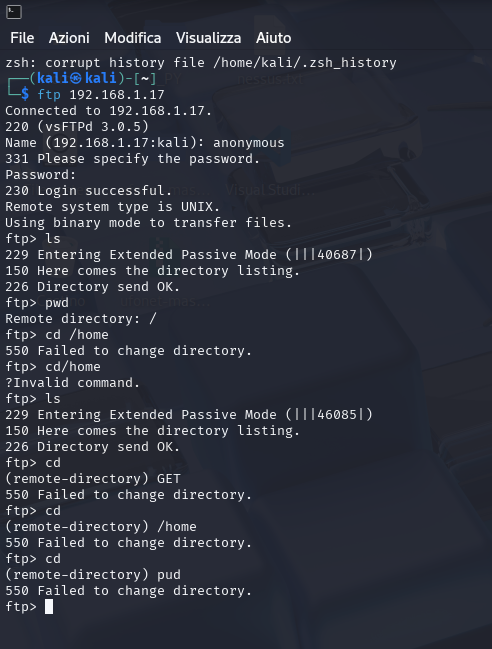 File Azioni Modifica Visualizza Aiuto
zsh: corrupt history file /home/kali/.zsh_history
┌──(kali㉿kali)-[~]
└─$ ftp 192.168.1.17
Connected to 192.168.1.17.
220 (vsFTPd 3.0.5)
Name (192.168.1.17:kali): anonymous
331 Please specify the password.
Password:
230 Login successful.
Remote system type is UNIX.
Using binary mode to transfer files.
ftp> ls
229 Entering Extended Passive Mode (|||40687|)
150 Here comes the directory listing.
226 Directory send OK.
ftp> pwd
Remote directory: /
ftp> cd /home
550 Failed to change directory.
ftp> cd/home
?Invalid command.
ftp> ls
229 Entering Extended Passive Mode (|||46085|)
150 Here comes the directory listing.
226 Directory send OK.
ftp> cd
(remote-directory) GET
550 Failed to change directory.
ftp> cd
(remote-directory) /home
550 Failed to change directory.
ftp> cd
(remote-directory) pud
550 Failed to change directory.
ftp>